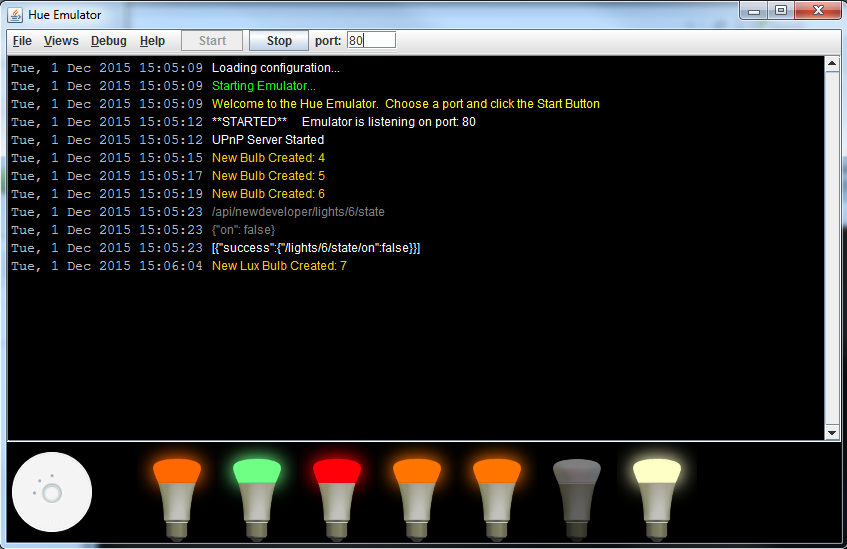 Hue Emulator
File Views Debug Help Start Stop port: 80
Tue, 1 Dec 2015 15:05:09 Loading configuration...
Tue, 1 Dec 2015 15:05:09 Starting Emulator...
Tue, 1 Dec 2015 15:05:09 Welcome to the Hue Emulator. Choose a port and click the Start Button
Tue, 1 Dec 2015 15:05:12 **STARTED** Emulator is listening on port: 80
Tue, 1 Dec 2015 15:05:12 UPnP Server Started
Tue, 1 Dec 2015 15:05:15 New Bulb Created: 4
Tue, 1 Dec 2015 15:05:17 New Bulb Created: 5
Tue, 1 Dec 2015 15:05:19 New Bulb Created: 6
Tue, 1 Dec 2015 15:05:23 /api/newdeveloper/lights/6/state
Tue, 1 Dec 2015 15:05:23 {"on": false}
Tue, 1 Dec 2015 15:05:23 [{"success":{"/lights/6/state/on":false}}]
Tue, 1 Dec 2015 15:06:04 New Lux Bulb Created: 7